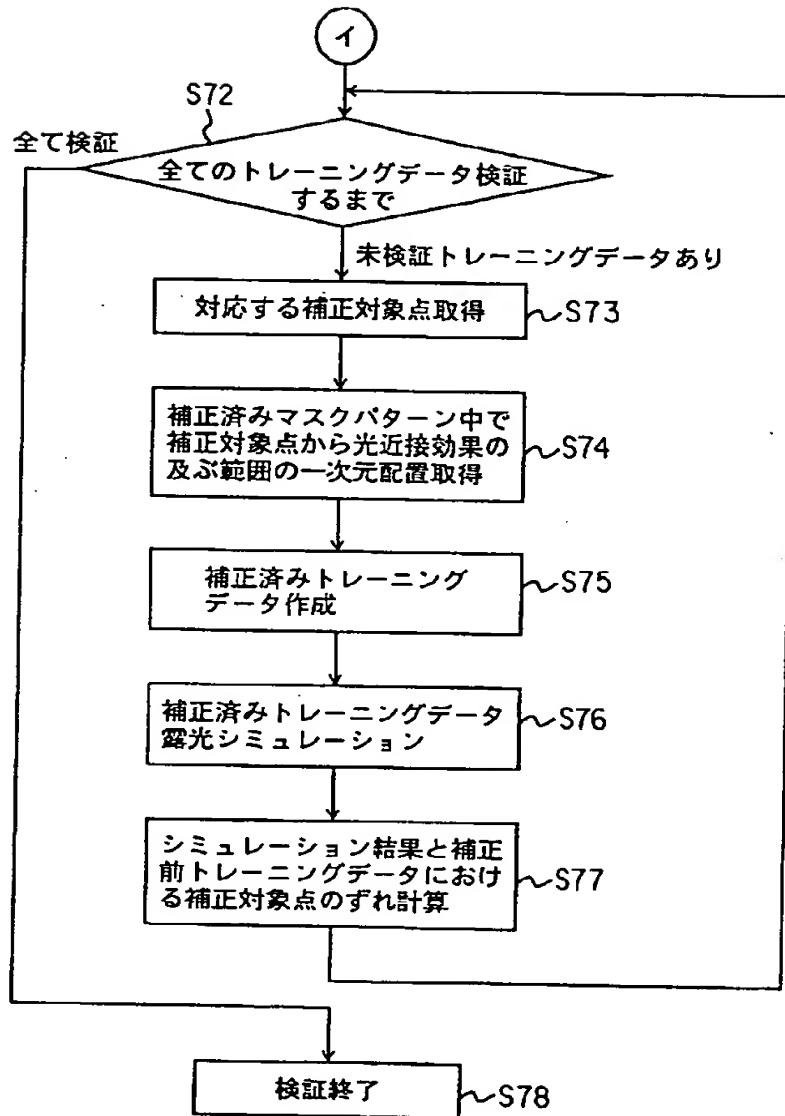 イ
S72
全て検証
全てのトレーニングデータ検証
するまで
未検証トレーニングデータあり
対応する補正対象点取得
S73
補正済みマスクパターン中で
補正対象点から光近接効果の
及ぶ範囲の一次元配置取得
S74
補正済みトレーニング
データ作成
S75
補正済みトレーニングデータ
露光シミュレーション
S76
シミュレーション結果と補正
前トレーニングデータにおけ
る補正対象点のずれ計算
S77
検証終了
S78